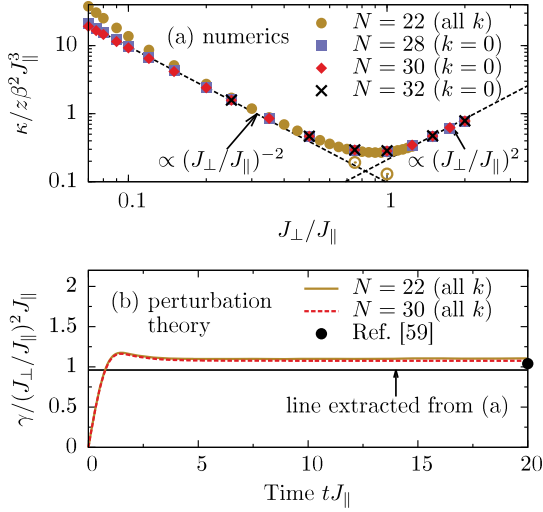 κ/zβ²J∥³
10
1
0.1
(a) numerics
N = 22 (all k)
N = 28 (k = 0)
N = 30 (k = 0)
N = 32 (k = 0)
∝ (J⊥/J∥)⁻²
∝ (J⊥/J∥)²
0.1
1
J⊥/J∥
γ/(J⊥/J∥)²J∥
2
1.5
1
0.5
0
(b) perturbation
theory
N = 22 (all k)
N = 30 (all k)
Ref. [59]
line extracted from (a)
0
5
10
15
20
Time tJ∥